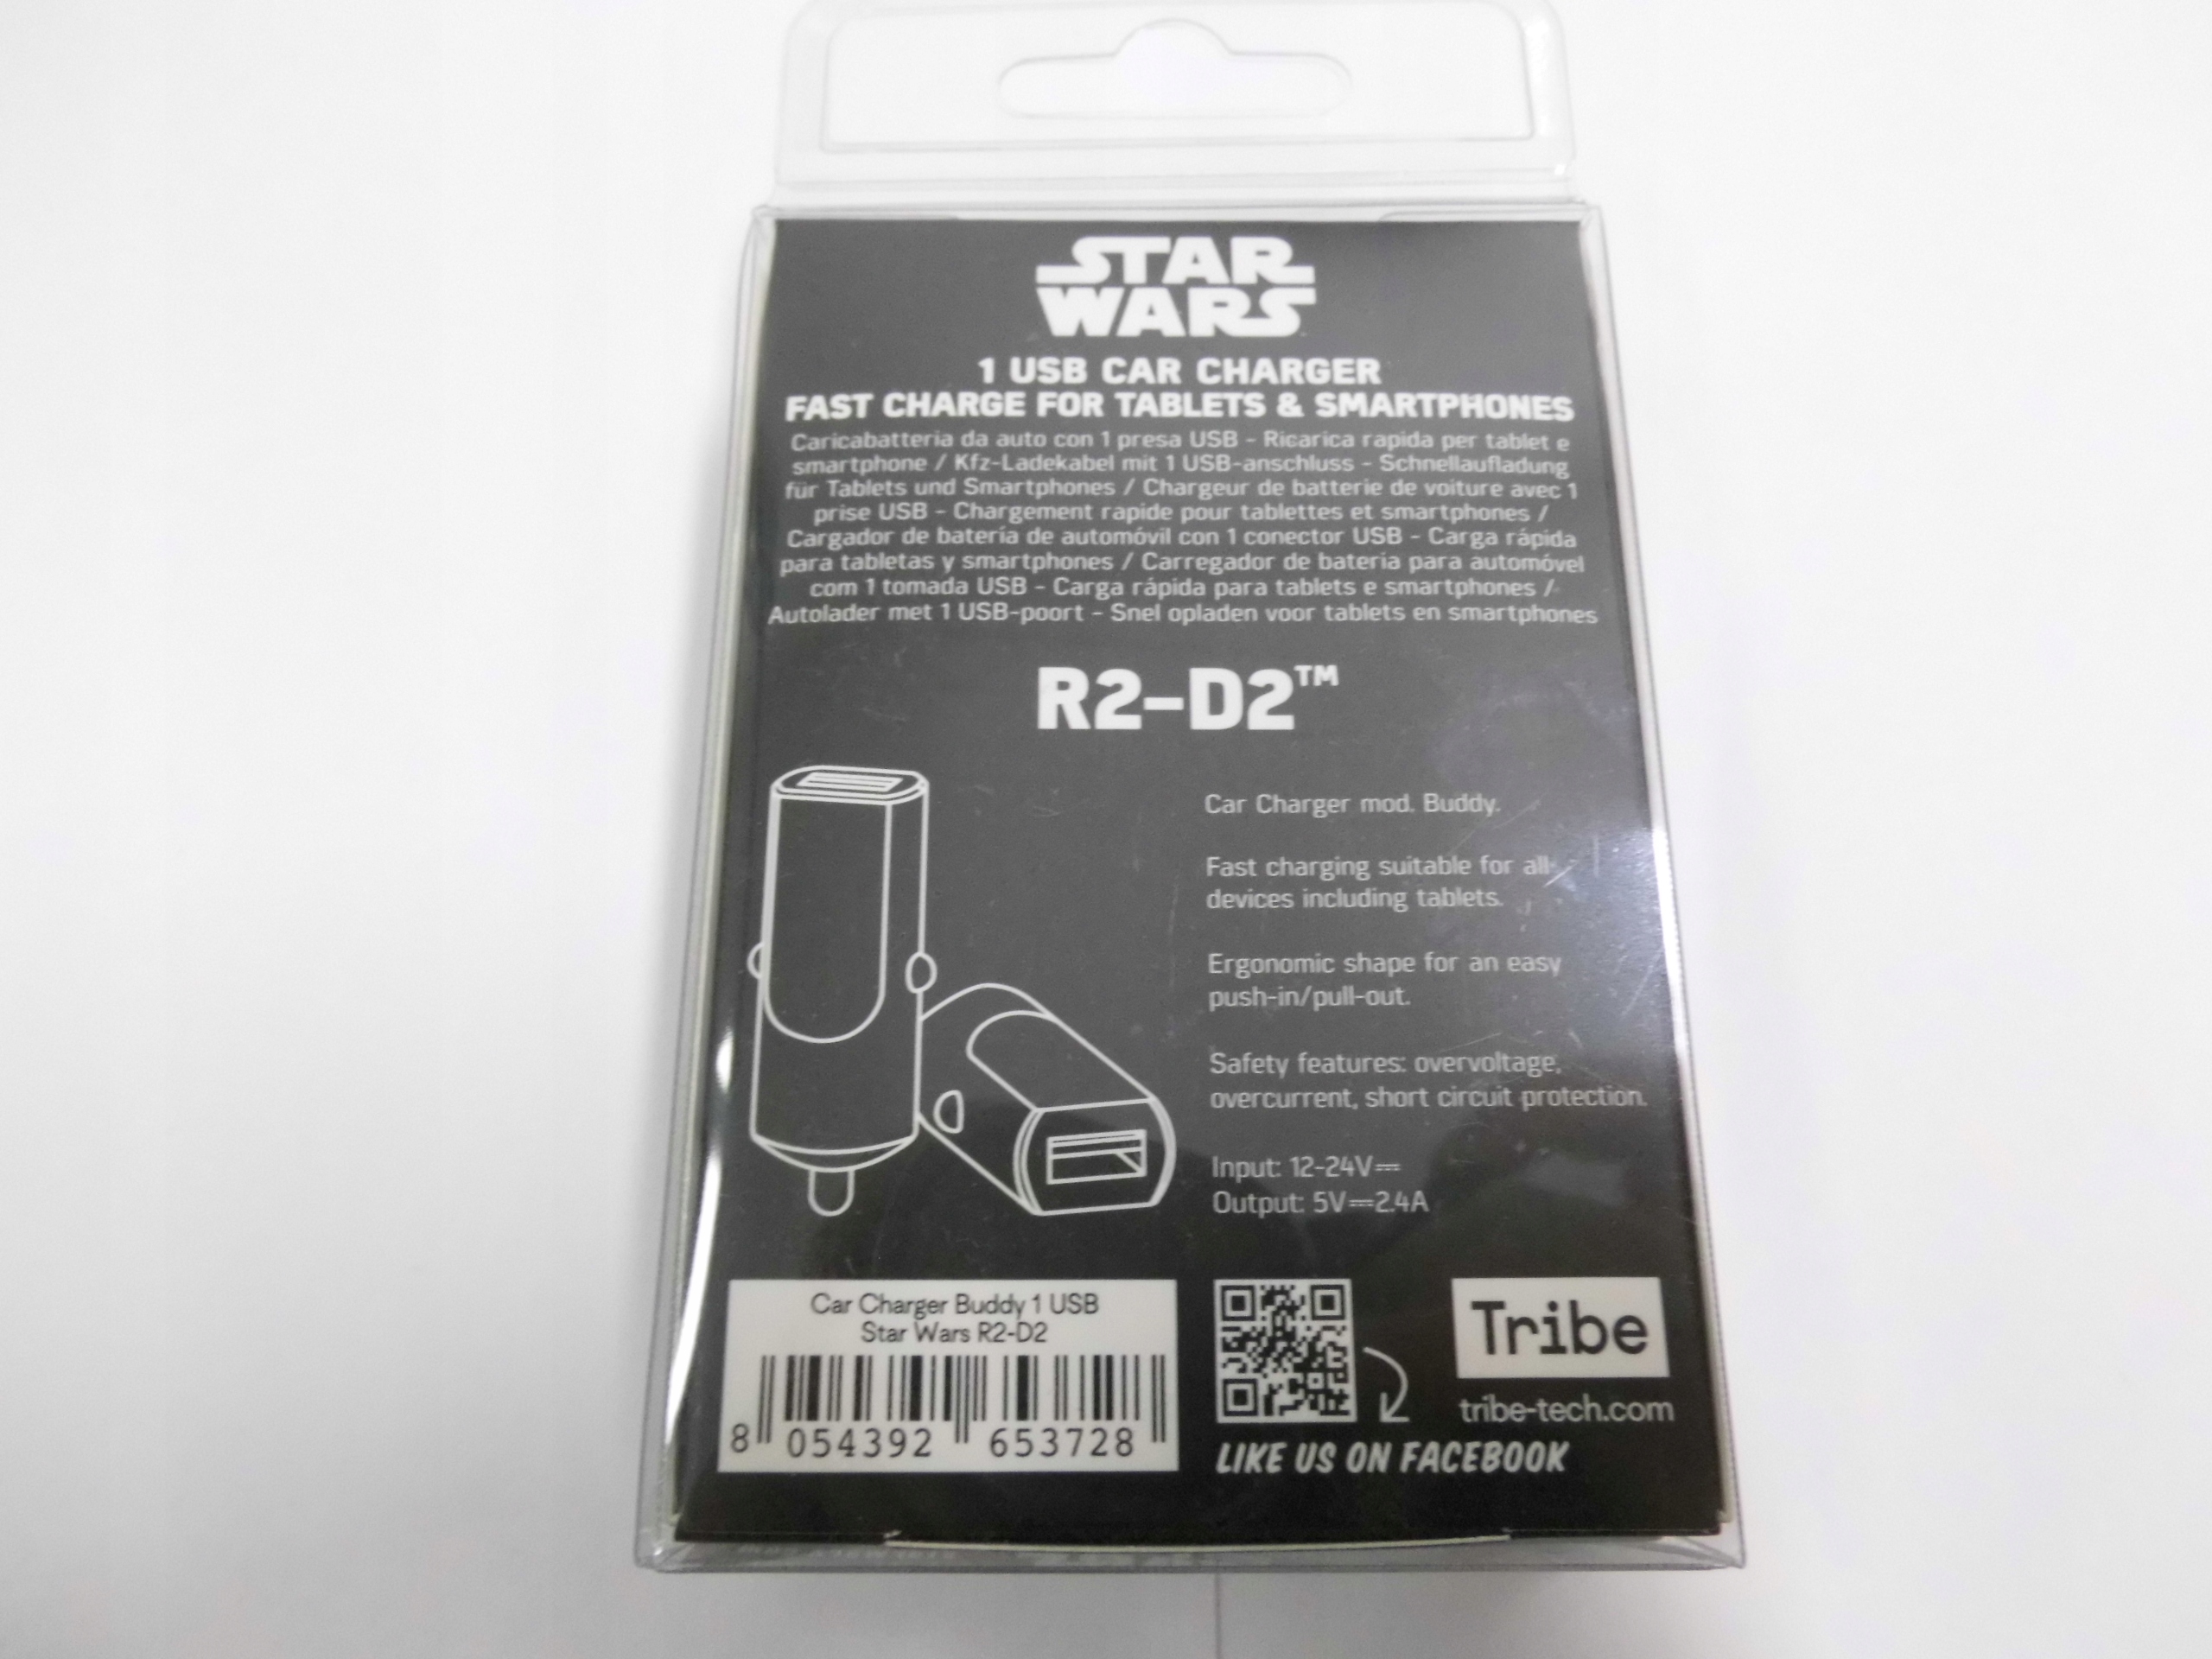 STAR
WARS
1 USB CAR CHARGER
FAST CHARGE FOR TABLETS & SMARTPHONES
Caricabatteria da auto con 1 presa USB - Ricarica rapida per tablet e
smartphone / Kfz-Ladekabel mit 1 USB-anschluss - Schnellaufladung
für Tablets und Smartphones / Chargeur de batterie de voiture avec 1
prise USB - Chargement rapide pour tablettes et smartphones /
Cargador de batería de automóvil con 1 conector USB - Carga rápida
para tabletas y smartphones / Carregador de bateria para automóvel
com 1 tomada USB - Carga rápida para tablets e smartphones /
Autolader met 1 USB-poort - Snel opladen voor tablets en smartphones
R2-D2™
Car Charger mod. Buddy.
Fast charging suitable for all
devices including tablets.
Ergonomic shape for an easy
push-in/pull-out.
Safety features: overvoltage,
overcurrent, short circuit protection.
Input: 12-24V⎓
Output: 5V⎓2.4A
Car Charger Buddy 1 USB
Star Wars R2-D2
8 054392 653728
Tribe
tribe-tech.com
LIKE US ON FACEBOOK